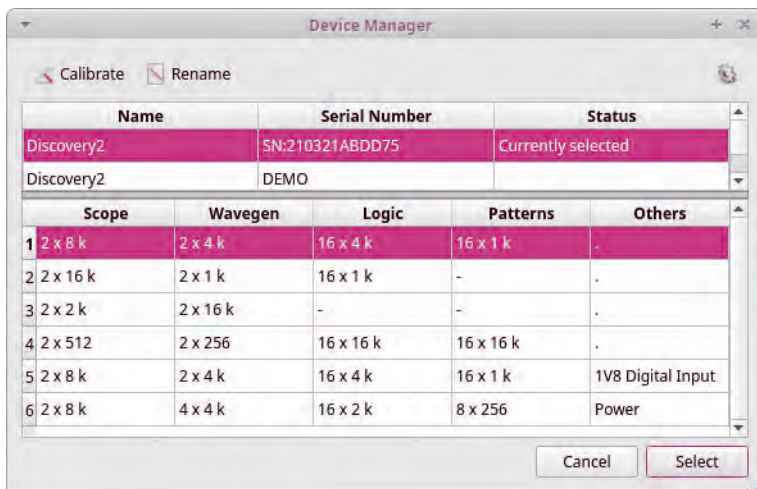 Device Manager
Calibrate Rename
Name Serial Number Status
Discovery2 SN:210321ABDD75 Currently selected
Discovery2 DEMO
Scope Wavegen Logic Patterns Others
1 2 x 8 k 2 x 4 k 16 x 4 k 16 x 1 k .
2 2 x 16 k 2 x 1 k 16 x 1 k - .
3 2 x 2 k 2 x 16 k - - .
4 2 x 512 2 x 256 16 x 16 k 16 x 16 k .
5 2 x 8 k 2 x 4 k 16 x 4 k 16 x 1 k 1V8 Digital Input
6 2 x 8 k 4 x 4 k 16 x 2 k 8 x 256 Power
Cancel Select